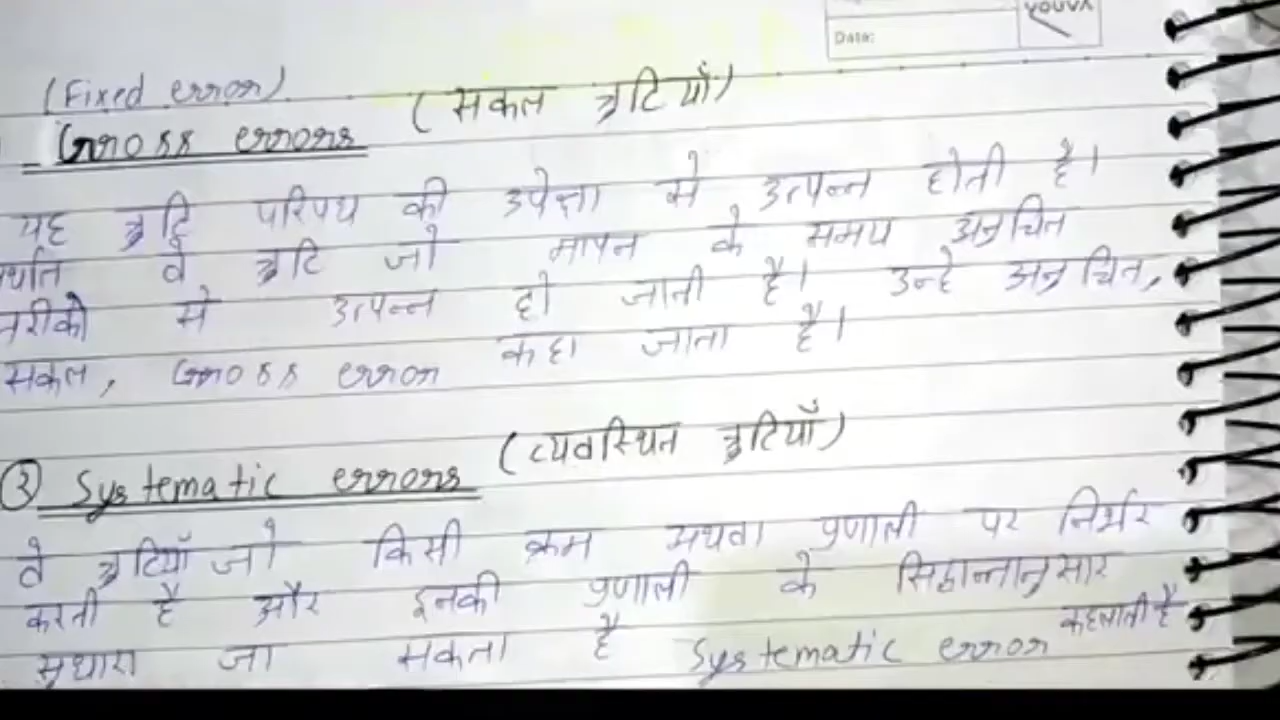 YOUVA
Date:
(Fixed error)
Gross errors (सकल त्रुटियाँ)
यह त्रुटि परिपथ की उपेक्षा से उत्पन्न होती है।
र्थात वे त्रुटि जो मापन के समय अनुचित
तरीको से उत्पन्न हो जाती है। उन्हे अनुचित,
सकल, Gross error कहा जाता है।
② Systematic errors (व्यवस्थित त्रुटियाँ)
वे त्रुटियाँ जो किसी क्रम अथवा प्रणाली पर निर्भर
करती है और इनकी प्रणाली के सिद्धान्तानुसार
सुधारा जा सकता है Systematic error कहलाती है